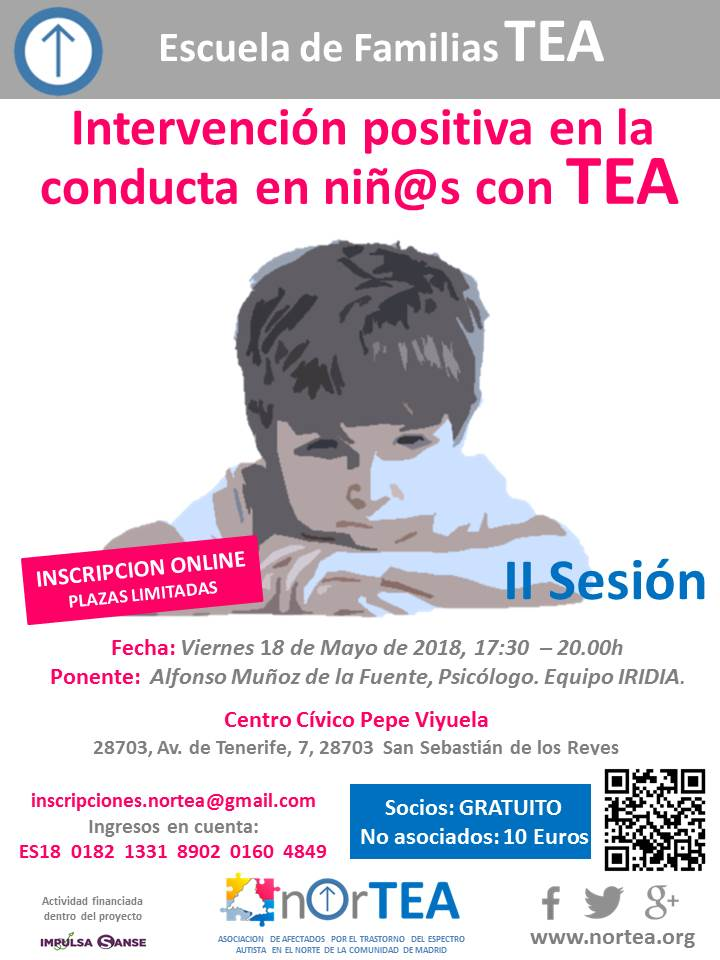 Escuela de Familias TEA
Intervención positiva en la
conducta en niñ@s con TEA
INSCRIPCION ONLINE
PLAZAS LIMITADAS
II Sesión
Fecha: Viernes 18 de Mayo de 2018, 17:30 – 20.00h
Ponente: Alfonso Muñoz de la Fuente, Psicólogo. Equipo IRIDIA.
Centro Cívico Pepe Viyuela
28703, Av. de Tenerife, 7, 28703 San Sebastián de los Reyes
inscripciones.nortea@gmail.com
Ingresos en cuenta:
ES18 0182 1331 8902 0160 4849
Socios: GRATUITO
No asociados: 10 Euros
Actividad financiada
dentro del proyecto
IMPULSA SANSE
nOrTEA
ASOCIACION DE AFECTADOS POR EL TRASTORNO DEL ESPECTRO
AUTISTA EN EL NORTE DE LA COMUNIDAD DE MADRID
f g+
www.nortea.org